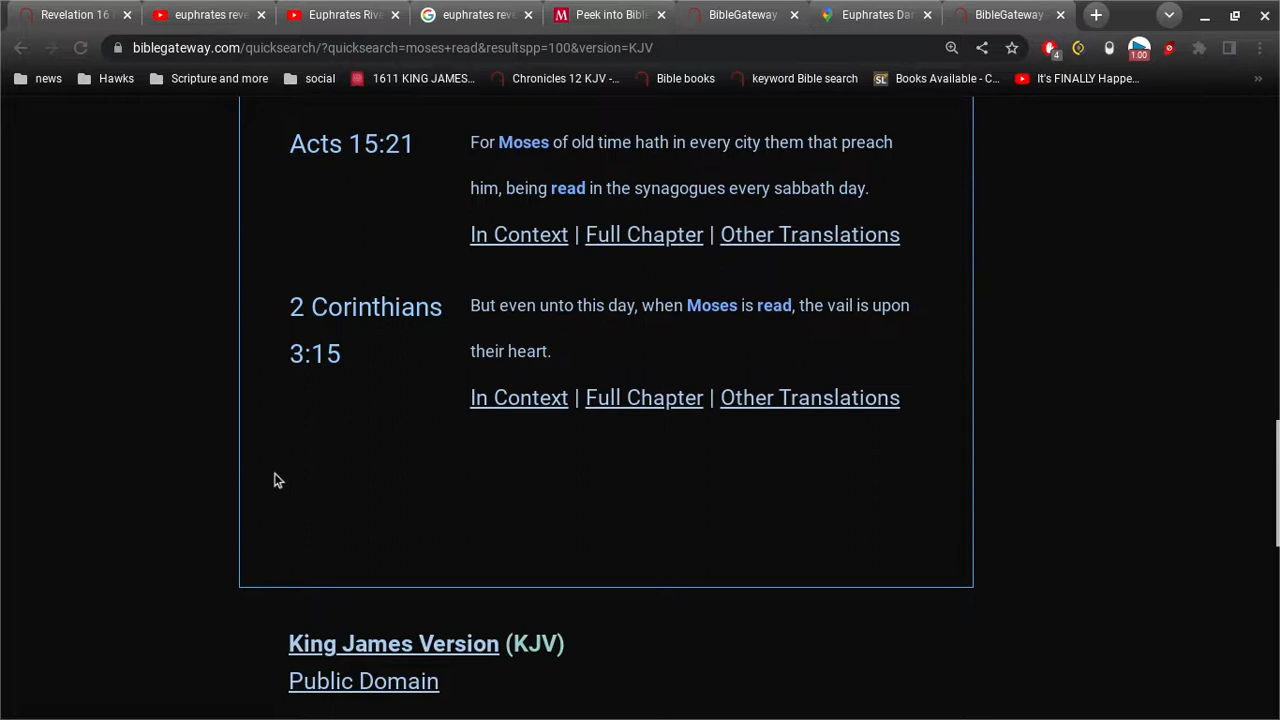 Revelation 16
euphrates reve
Euphrates Rive
euphrates reve
Peek into Bible
BibleGateway
Euphrates Dar
BibleGateway
biblegateway.com/quicksearch/?quicksearch=moses+read&resultspp=100&version=KJV
4
1.00
news
Hawks
Scripture and more
social
1611 KING JAMES...
Chronicles 12 KJV -...
Bible books
keyword Bible search
SL
Books Available - C...
It's FINALLY Happe...
»
Acts 15:21
For Moses of old time hath in every city them that preach
him, being read in the synagogues every sabbath day.
In Context | Full Chapter | Other Translations
2 Corinthians
3:15
But even unto this day, when Moses is read, the vail is upon
their heart.
In Context | Full Chapter | Other Translations
King James Version (KJV)
Public Domain